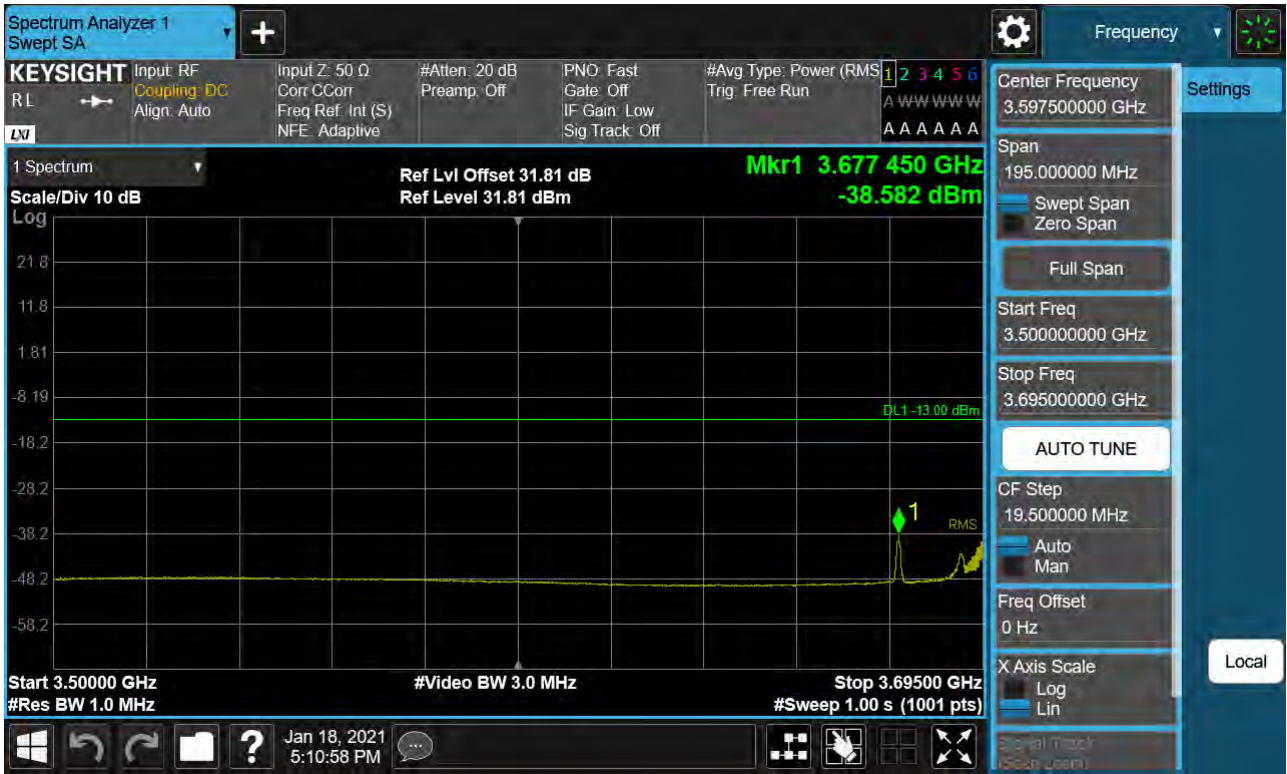 Spectrum Analyzer 1
Swept SA
Frequency
KEYSIGHT
RL
LXI
Input: RF
Coupling: DC
Align: Auto
Input Z: 50 Ω
Corr CCorr
Freq Ref: Int (S)
NFE: Adaptive
#Atten: 20 dB
Preamp: Off
PNO: Fast
Gate: Off
IF Gain: Low
Sig Track: Off
#Avg Type: Power (RMS
Trig: Free Run
1 2 3 4 5 6
A W W W W W
A A A A A A
1 Spectrum
Scale/Div 10 dB
Log
Ref Lvl Offset 31.81 dB
Ref Level 31.81 dBm
Mkr1 3.677 450 GHz
-38.582 dBm
21.8
11.8
1.81
-8.19
DL1 -13.00 dBm
-18.2
-28.2
1
RMS
-38.2
-48.2
-58.2
Start 3.50000 GHz
#Res BW 1.0 MHz
#Video BW 3.0 MHz
Stop 3.69500 GHz
#Sweep 1.00 s (1001 pts)
Jan 18, 2021
5:10:58 PM
Center Frequency
3.597500000 GHz
Span
195.000000 MHz
Swept Span
Zero Span
Full Span
Start Freq
3.500000000 GHz
Stop Freq
3.695000000 GHz
AUTO TUNE
CF Step
19.500000 MHz
Auto
Man
Freq Offset
0 Hz
X Axis Scale
Log
Lin
Signal Track
(Span Zoom)
Settings
Local